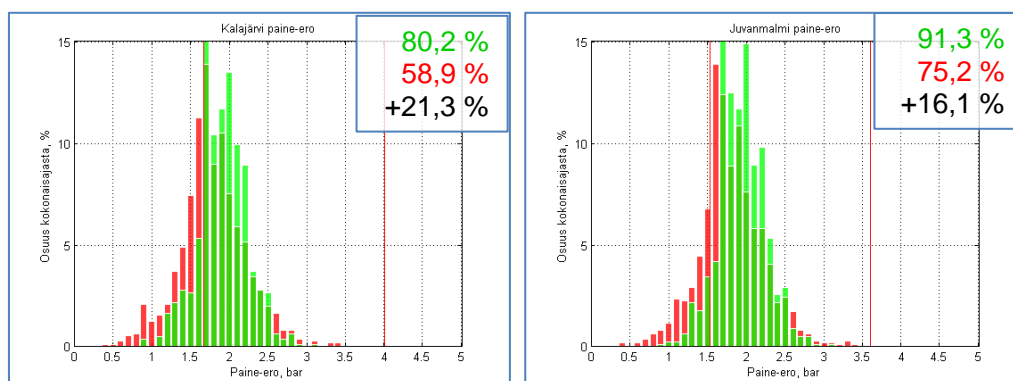 Kalajärvi paine-ero
80,2 %
58,9 %
+21,3 %
15
10
5
0
Osuus kokonaisajasta, %
0 0.5 1 1.5 2 2.5 3 3.5 4 4.5 5
Paine-ero, bar
Juvanmalmi paine-ero
91,3 %
75,2 %
+16,1 %
15
10
5
0
Osuus kokonaisajasta, %
0 0.5 1 1.5 2 2.5 3 3.5 4 4.5 5
Paine-ero, bar